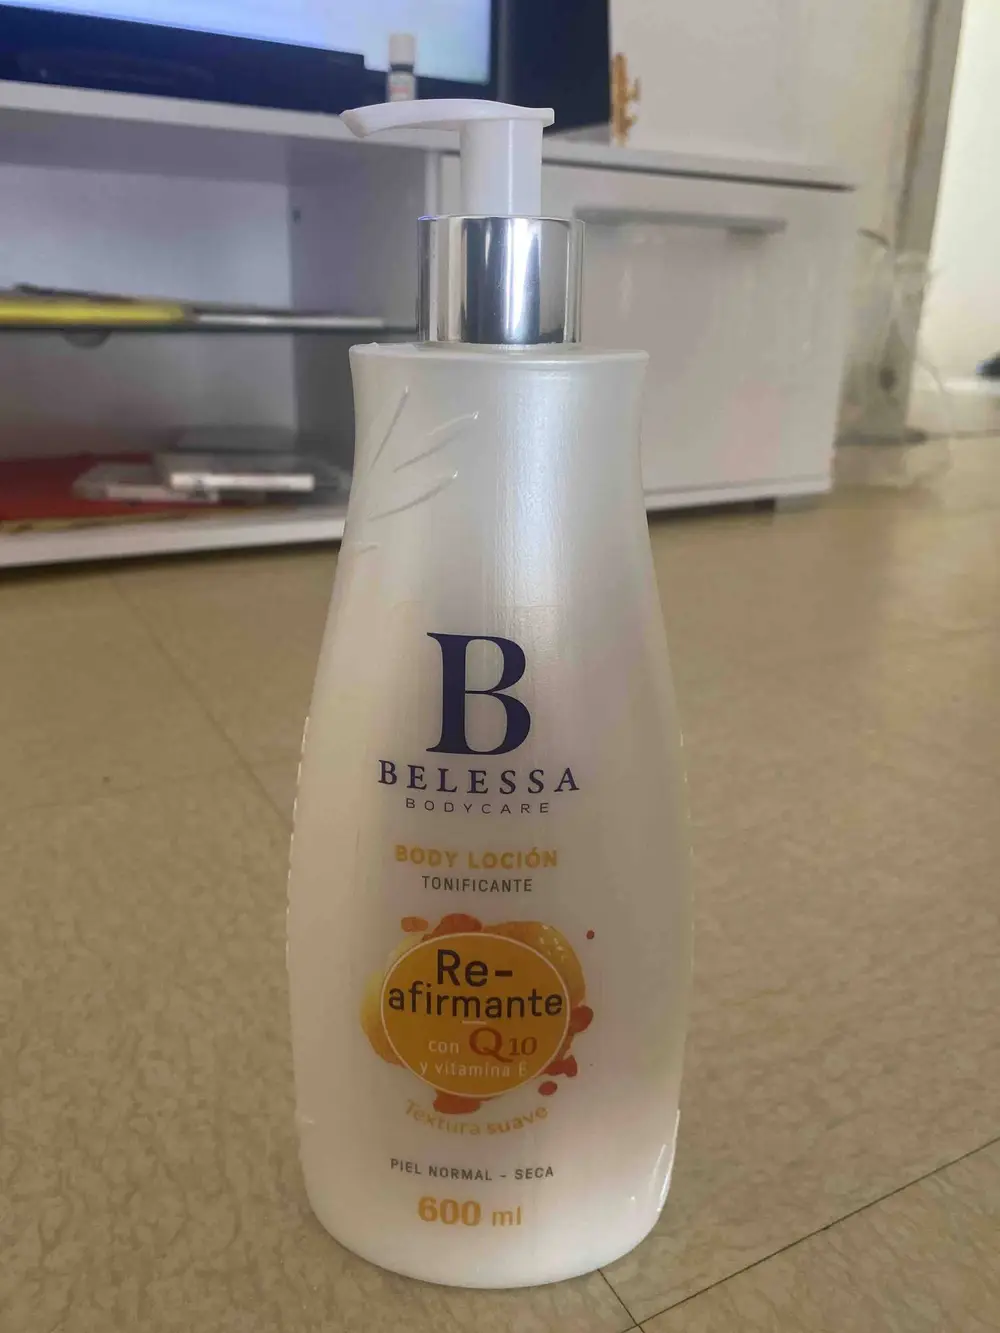 B
BELESSA
BODYCARE
BODY LOCIÓN
TONIFICANTE
Re-
afirmante
con Q10
y vitamina E
Textura suave
PIEL NORMAL - SECA
600 ml